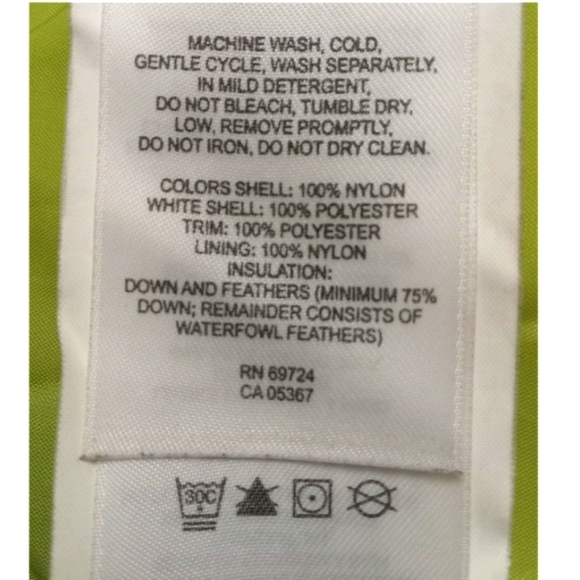 MACHINE WASH, COLD,
GENTLE CYCLE, WASH SEPARATELY,
IN MILD DETERGENT,
DO NOT BLEACH, TUMBLE DRY,
LOW, REMOVE PROMPTLY,
DO NOT IRON, DO NOT DRY CLEAN.
COLORS SHELL: 100% NYLON
WHITE SHELL: 100% POLYESTER
TRIM: 100% POLYESTER
LINING: 100% NYLON
INSULATION:
DOWN AND FEATHERS (MINIMUM 75%
DOWN; REMAINDER CONSISTS OF
WATERFOWL FEATHERS)
RN 69724
CA 05367
30C